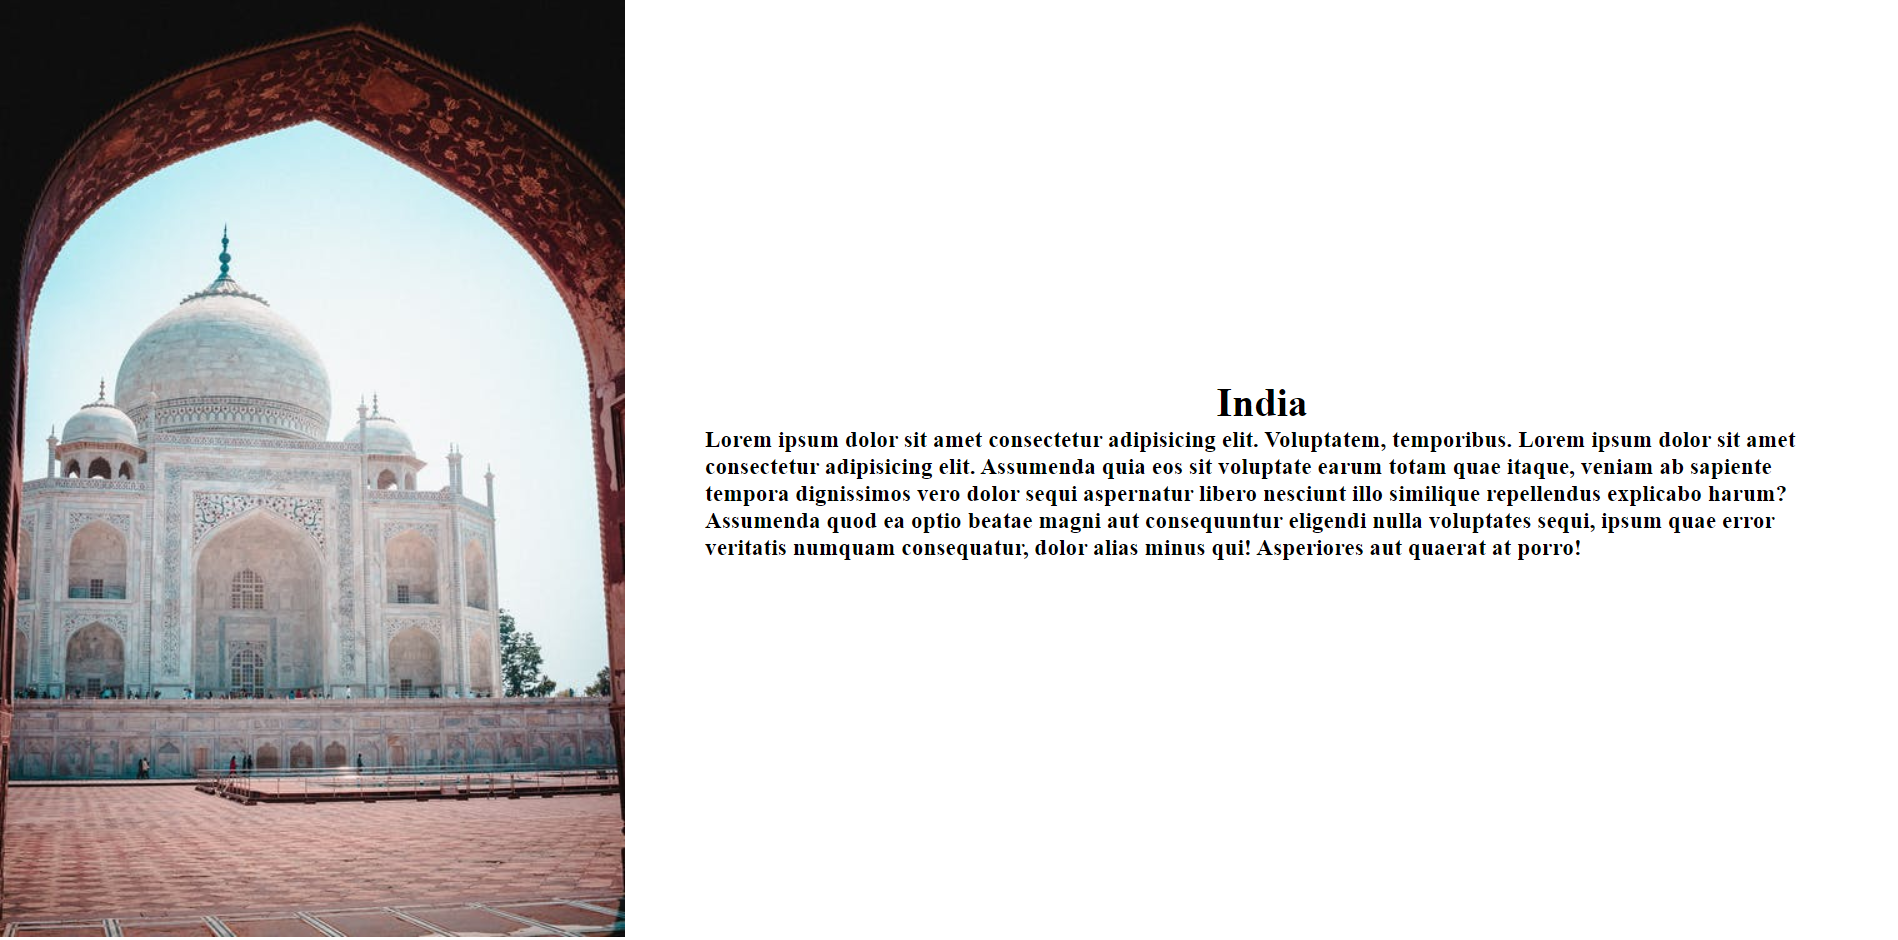 India
Lorem ipsum dolor sit amet consectetur adipisicing elit. Voluptatem, temporibus. Lorem ipsum dolor sit amet
consectetur adipisicing elit. Assumenda quia eos sit voluptate earum totam quae itaque, veniam ab sapiente
tempora dignissimos vero dolor sequi aspernatur libero nesciunt illo similique repellendus explicabo harum?
Assumenda quod ea optio beatae magni aut consequuntur eligendi nulla voluptates sequi, ipsum quae error
veritatis numquam consequatur, dolor alias minus qui! Asperiores aut quaerat at porro!